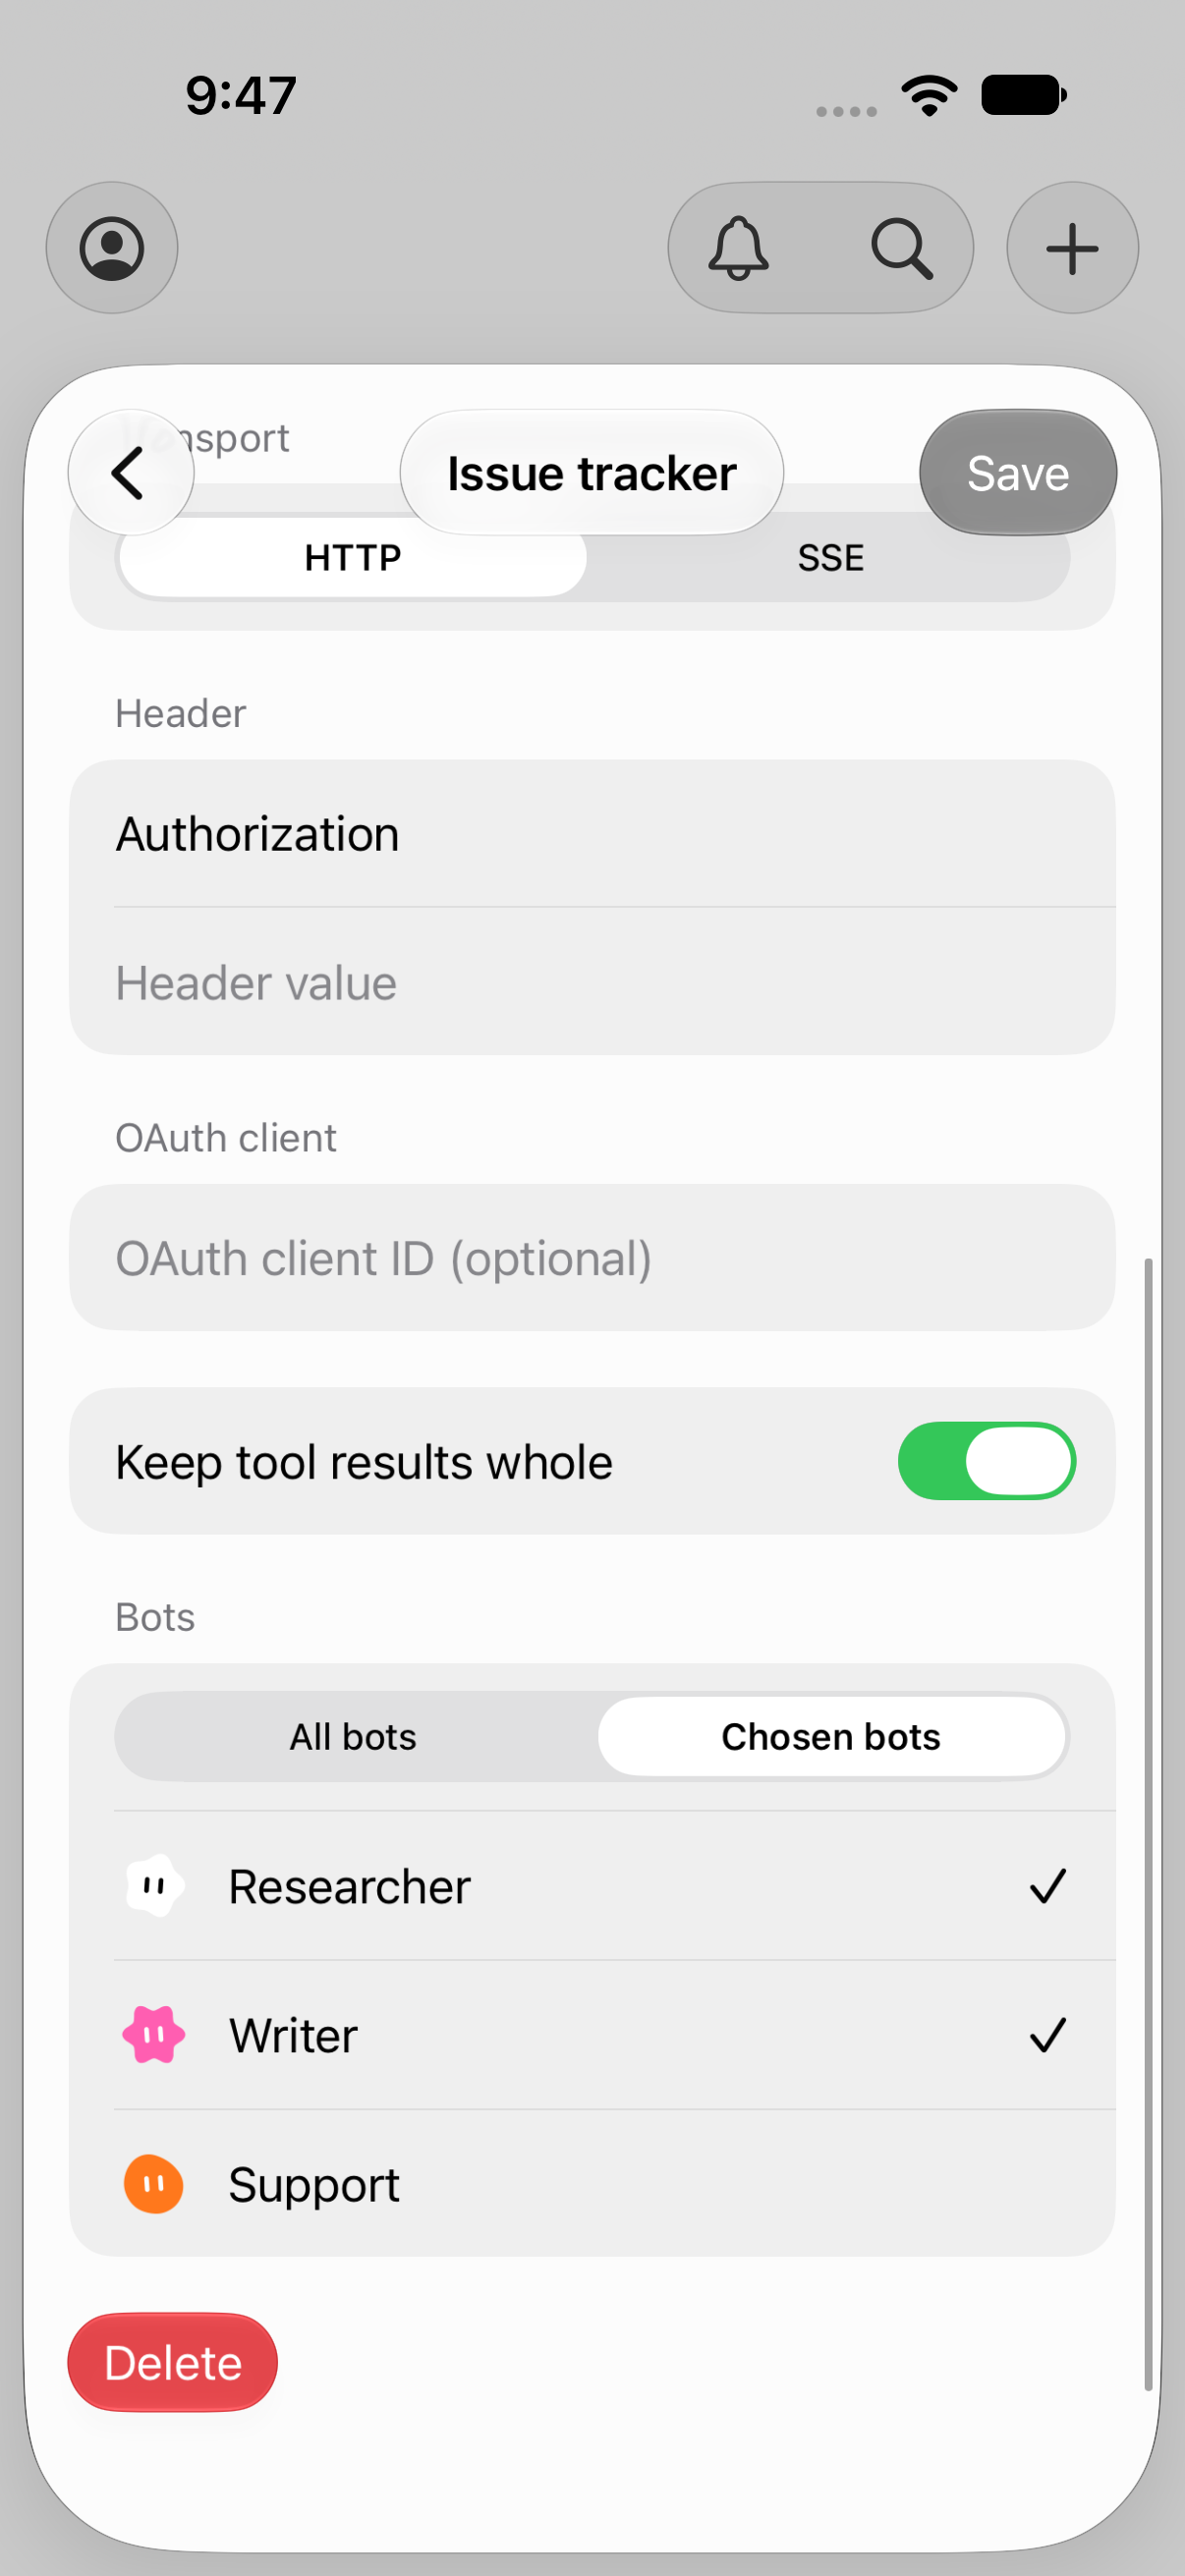 9:47
Issue tracker
Save
HTTP
SSE
Header
Authorization
Header value
OAuth client
OAuth client ID (optional)
Keep tool results whole
Bots
All bots
Chosen bots
Researcher
Writer
Support
Delete